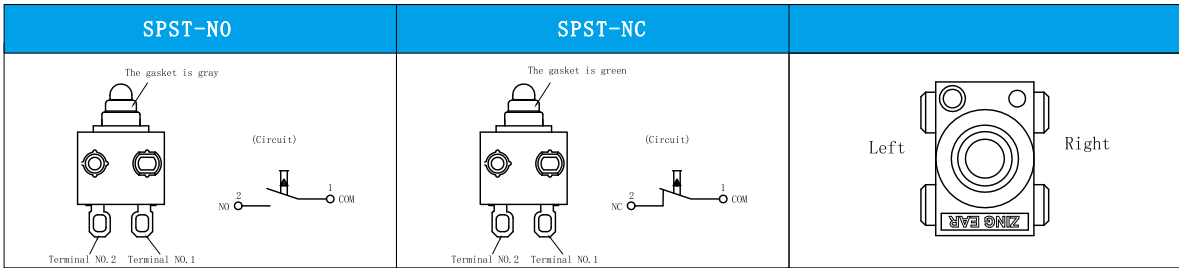 SPST-NO
SPST-NC
The gasket is gray
(Circuit)
2
NO
1
COM
Terminal NO.2
Terminal NO.1
The gasket is green
(Circuit)
2
NC
1
COM
Terminal NO.2
Terminal NO.1
Left
Right
ZING EAR